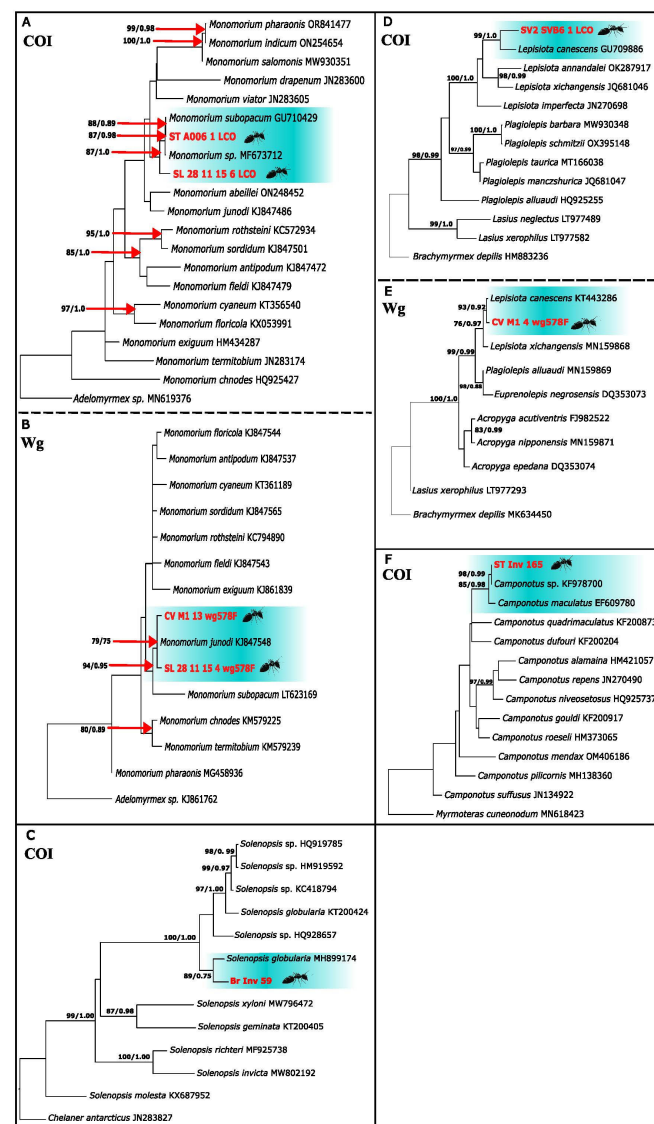 A
COI
99/0.98
Monomorium pharaonis OR841477
100/1.0
Monomorium indicum ON254654
Monomorium salomonis MW930351
Monomorium drapenum JN283600
Monomorium viator JN283605
88/0.89
Monomorium subopacum GU710429
87/0.98
ST A006 1 LCO
87/1.0
Monomorium sp. MF673712
SL 28 11 15 6 LCO
Monomorium abeillei ON248452
Monomorium junodi KJ847486
95/1.0
Monomorium rothsteini KC572934
85/1.0
Monomorium sordidum KJ847501
Monomorium antipodum KJ847472
Monomorium fieldi KJ847479
97/1.0
Monomorium cyaneum KT356540
Monomorium floricola KX053991
Monomorium exiguum HM434287
Monomorium termitobium JN283174
Monomorium chnodes HQ925427
Adelomyrmex sp. MN619376
B
Wg
Monomorium floricola KJ847544
Monomorium antipodum KJ847537
Monomorium cyaneum KT361189
Monomorium sordidum KJ847565
Monomorium rothsteini KC794890
Monomorium fieldi KJ847543
Monomorium exiguum KJ861839
CV M1 13 wg578F
79/75
Monomorium junodi KJ847548
94/0.95
SL 28 11 15 4 wg578F
Monomorium subopacum LT623169
80/0.89
Monomorium chnodes KM579225
Monomorium termitobium KM579239
Monomorium pharaonis MG458936
Adelomyrmex sp. KJ861762
C
COI
98/0.99
Solenopsis sp. HQ919785
99/0.97
Solenopsis sp. HM919592
97/1.00
Solenopsis sp. KC418794
Solenopsis globularia KT200424
100/1.00
Solenopsis sp. HQ928657
Solenopsis globularia MH899174
89/0.75
Br Inv 59
99/1.00
87/0.98
Solenopsis xyloni MW796472
Solenopsis geminata KT200405
100/1.00
Solenopsis richteri MF925738
Solenopsis invicta MW802192
Solenopsis molesta KX687952
Chelaner antarcticus JN283827
D
COI
99/1.0
SV2 SVB6 1 LCO
Lepisiota canescens GU709886
100/1.0
Lepisiota annandalei OK287917
98/0.99
Lepisiota xichangensis JQ681046
Lepisiota imperfecta JN270698
Plagiolepis barbara MW930348
97/0.99
Plagiolepis schmitzii OX395148
98/0.99
Plagiolepis taurica MT166038
Plagiolepis manczshurica JQ681047
Plagiolepis alluaudi HQ925255
99/1.0
Lasius neglectus LT977489
Lasius xerophilus LT977582
Brachymyrmex depilis HM883236
E
Wg
93/0.92
Lepisiota canescens KT443286
76/0.97
CV M1 4 wg578F
99/0.99
Lepisiota xichangensis MN159868
Plagiolepis alluaudi MN159869
98/0.88
Euprenolepis negrosensis DQ353073
100/1.0
Acropyga acutiventris FJ982522
83/0.99
Acropyga nipponensis MN159871
Acropyga epedana DQ353074
Lasius xerophilus LT977293
Brachymyrmex depilis MK634450
F
COI
ST Inv 165
98/0.99
Camponotus sp. KF978700
85/0.98
Camponotus maculatus EF609780
Camponotus quadrimaculatus KF200873
Camponotus dufouri KF200204
Camponotus alamaina HM421057
97/0.99
Camponotus repens JN270490
Camponotus niveosetosus HQ925737
Camponotus gouldi KF200917
Camponotus roeseli HM373065
Camponotus mendax OM406186
Camponotus pilicornis MH138360
Camponotus suffusus JN134922
Myrmoteras cuneonodum MN618423